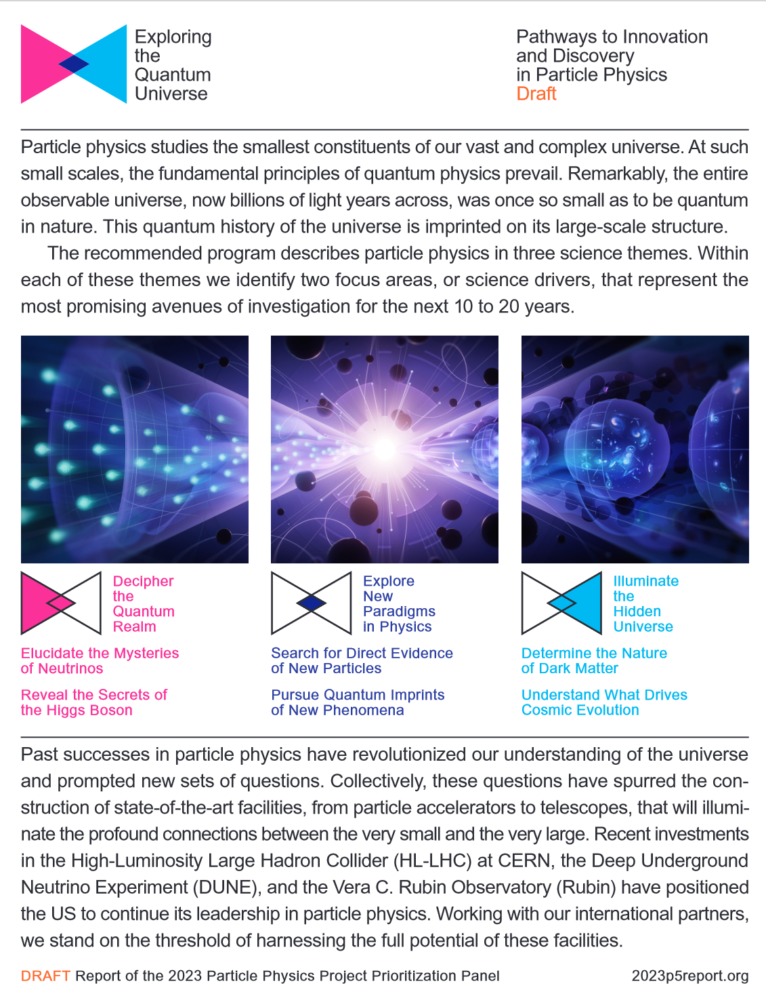 Exploring
the
Quantum
Universe
Pathways to Innovation
and Discovery
in Particle Physics
Draft
Particle physics studies the smallest constituents of our vast and complex universe. At such
small scales, the fundamental principles of quantum physics prevail. Remarkably, the entire
observable universe, now billions of light years across, was once so small as to be quantum
in nature. This quantum history of the universe is imprinted on its large-scale structure.
The recommended program describes particle physics in three science themes. Within
each of these themes we identify two focus areas, or science drivers, that represent the
most promising avenues of investigation for the next 10 to 20 years.
Decipher
the
Quantum
Realm
Elucidate the Mysteries
of Neutrinos
Reveal the Secrets of
the Higgs Boson
Explore
New
Paradigms
in Physics
Search for Direct Evidence
of New Particles
Pursue Quantum Imprints
of New Phenomena
Illuminate
the
Hidden
Universe
Determine the Nature
of Dark Matter
Understand What Drives
Cosmic Evolution
Past successes in particle physics have revolutionized our understanding of the universe
and prompted new sets of questions. Collectively, these questions have spurred the con-
struction of state-of-the-art facilities, from particle accelerators to telescopes, that will illumi-
nate the profound connections between the very small and the very large. Recent investments
in the High-Luminosity Large Hadron Collider (HL-LHC) at CERN, the Deep Underground
Neutrino Experiment (DUNE), and the Vera C. Rubin Observatory (Rubin) have positioned
the US to continue its leadership in particle physics. Working with our international partners,
we stand on the threshold of harnessing the full potential of these facilities.
DRAFT Report of the 2023 Particle Physics Project Prioritization Panel
2023p5report.org